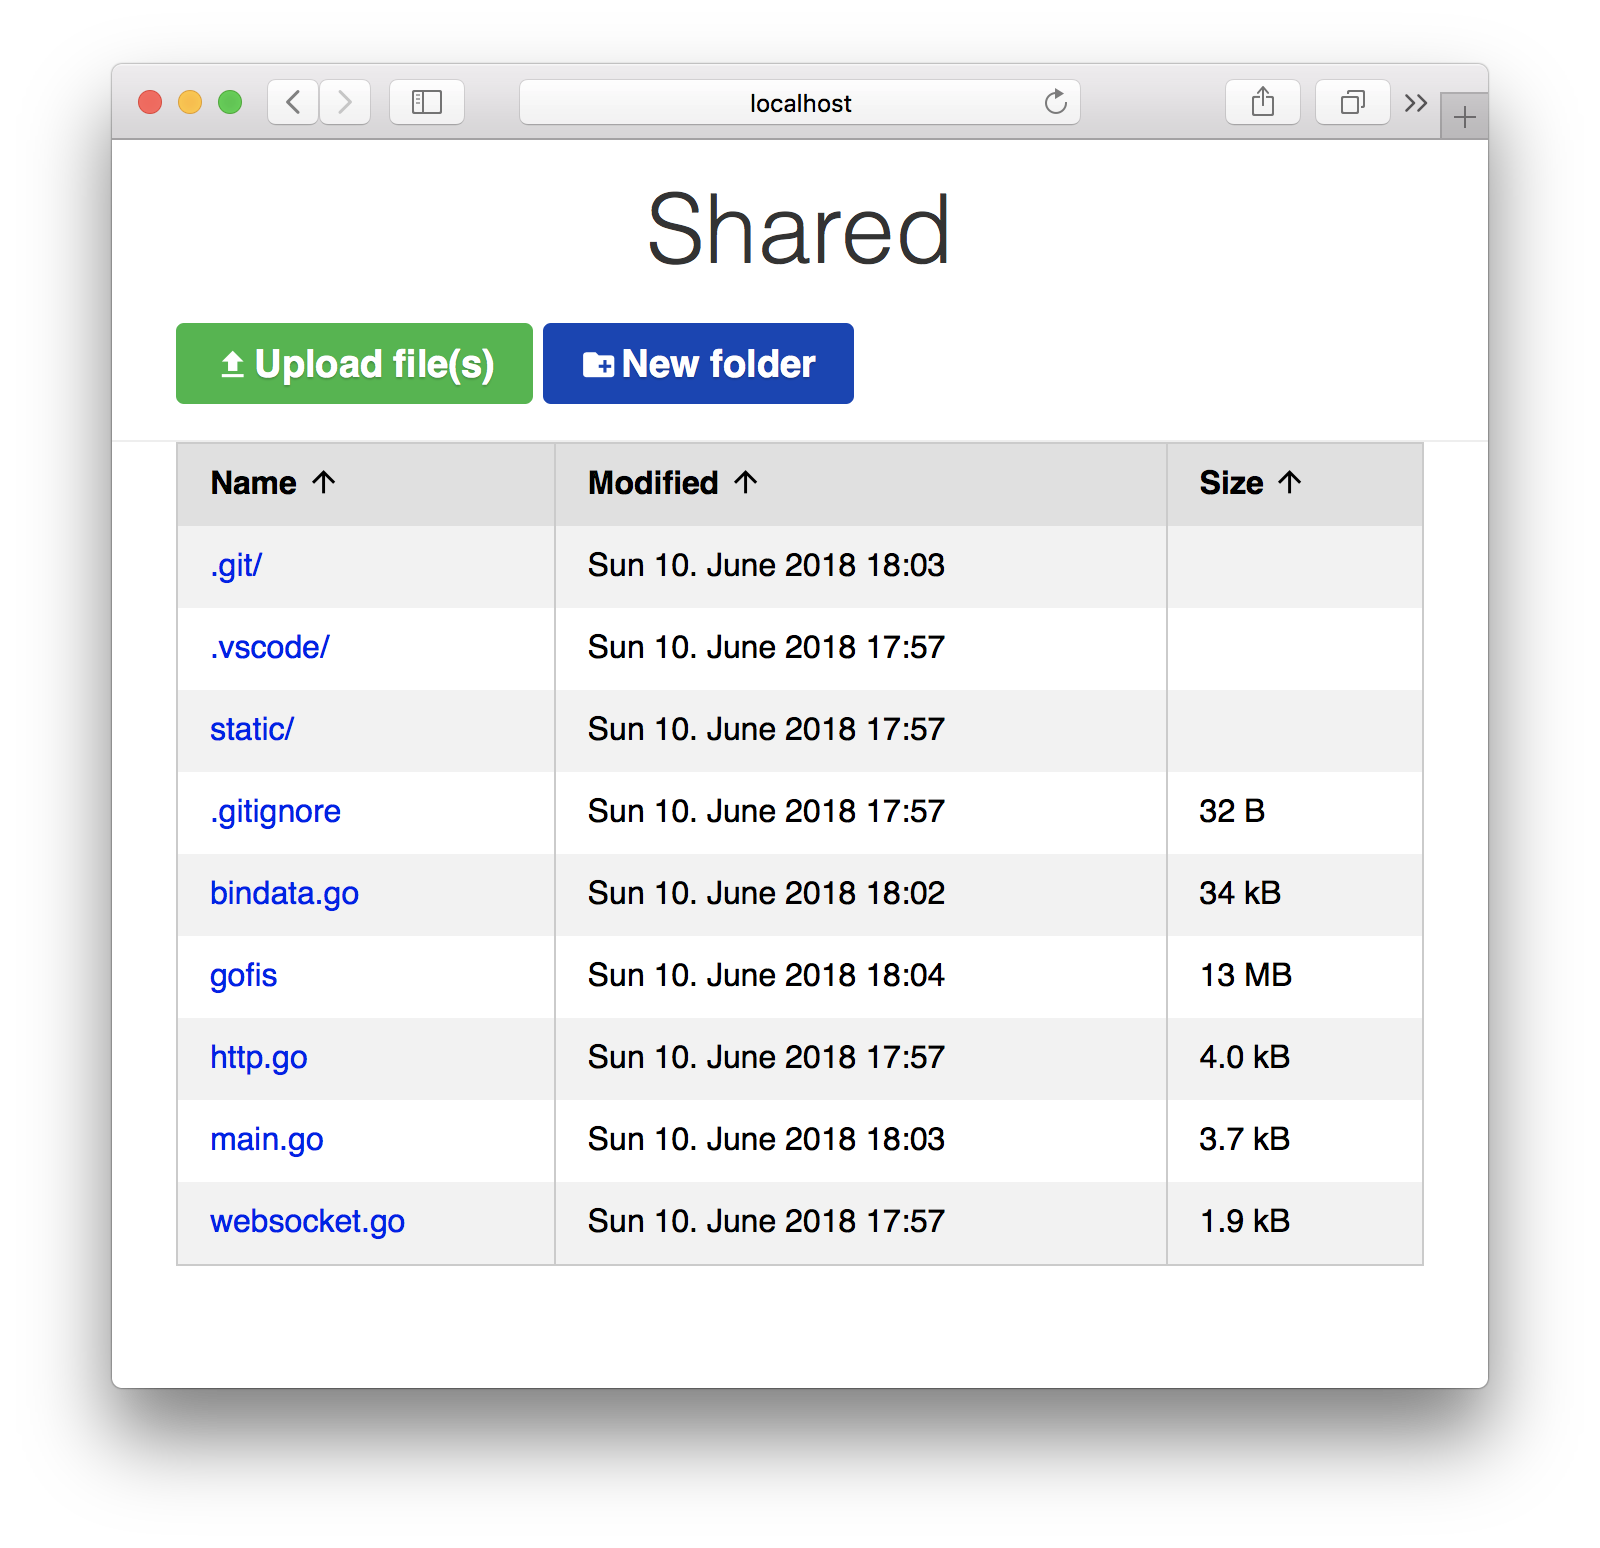 localhost
Shared
Upload file(s) New folder
Name ↑ Modified ↑ Size ↑
.git/ Sun 10. June 2018 18:03
.vscode/ Sun 10. June 2018 17:57
static/ Sun 10. June 2018 17:57
.gitignore Sun 10. June 2018 17:57 32 B
bindata.go Sun 10. June 2018 18:02 34 kB
gofis Sun 10. June 2018 18:04 13 MB
http.go Sun 10. June 2018 17:57 4.0 kB
main.go Sun 10. June 2018 18:03 3.7 kB
websocket.go Sun 10. June 2018 17:57 1.9 kB